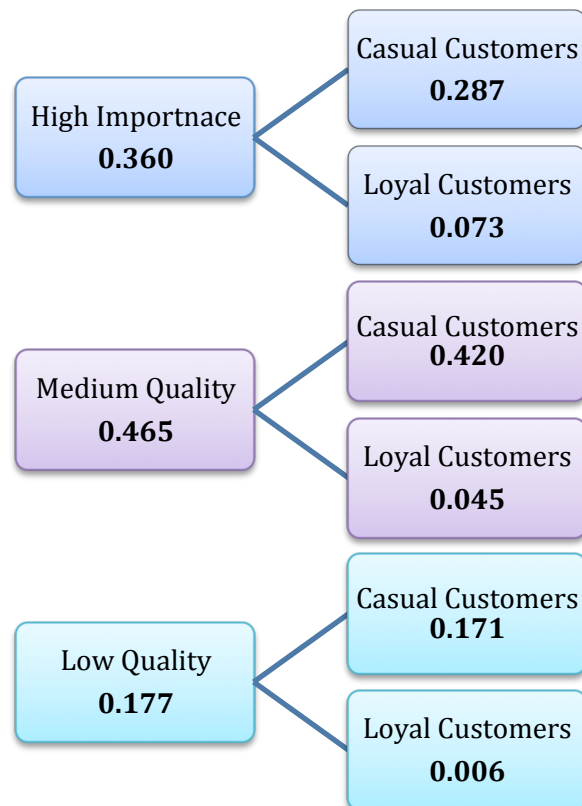 Casual Customers
0.287
High Importnace
0.360
Loyal Customers
0.073
Casual Customers
0.420
Medium Quality
0.465
Loyal Customers
0.045
Casual Customers
0.171
Low Quality
0.177
Loyal Customers
0.006